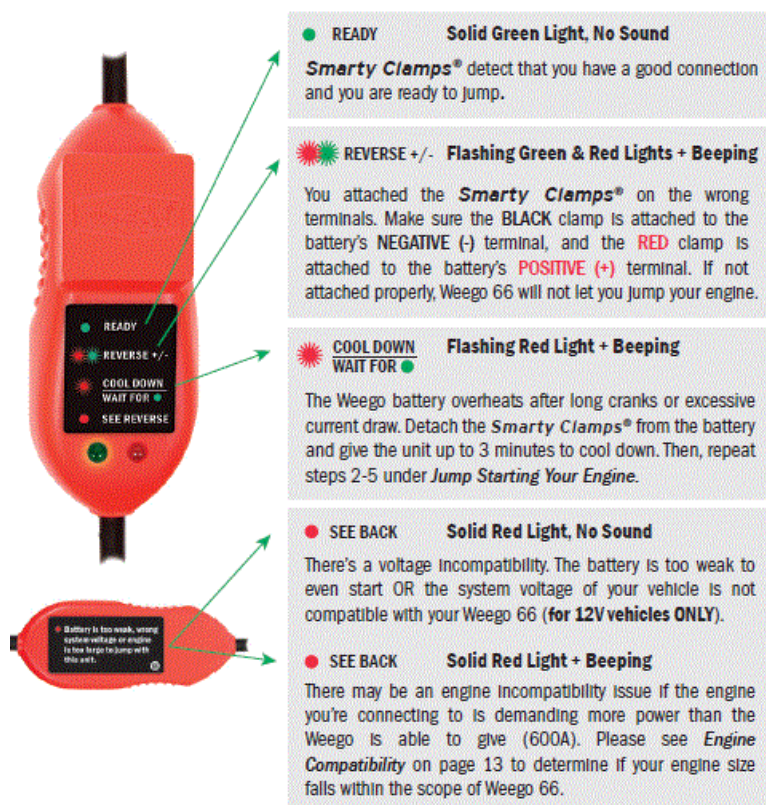 READY Solid Green Light, No Sound
Smarty Clamps® detect that you have a good connection
and you are ready to jump.
REVERSE +/- Flashing Green & Red Lights + Beeping
You attached the Smarty Clamps® on the wrong
terminals. Make sure the BLACK clamp is attached to the
battery's NEGATIVE (-) terminal, and the RED clamp is
attached to the battery's POSITIVE (+) terminal. If not
attached properly, Weego 66 will not let you jump your engine.
COOL DOWN Flashing Red Light + Beeping
WAIT FOR
The Weego battery overheats after long cranks or excessive
current draw. Detach the Smarty Clamps® from the battery
and give the unit up to 3 minutes to cool down. Then, repeat
steps 2-5 under Jump Starting Your Engine.
SEE BACK Solid Red Light, No Sound
There's a voltage incompatibility. The battery is too weak to
even start OR the system voltage of your vehicle is not
compatible with your Weego 66 (for 12V vehicles ONLY).
SEE BACK Solid Red Light + Beeping
There may be an engine incompatibility issue if the engine
you're connecting to is demanding more power than the
Weego is able to give (600A). Please see Engine
Compatibility on page 13 to determine if your engine size
falls within the scope of Weego 66.
READY
REVERSE +/-
COOL DOWN
WAIT FOR
SEE REVERSE
Battery is too weak, wrong
system voltage or engine
is too large to jump with
this unit.